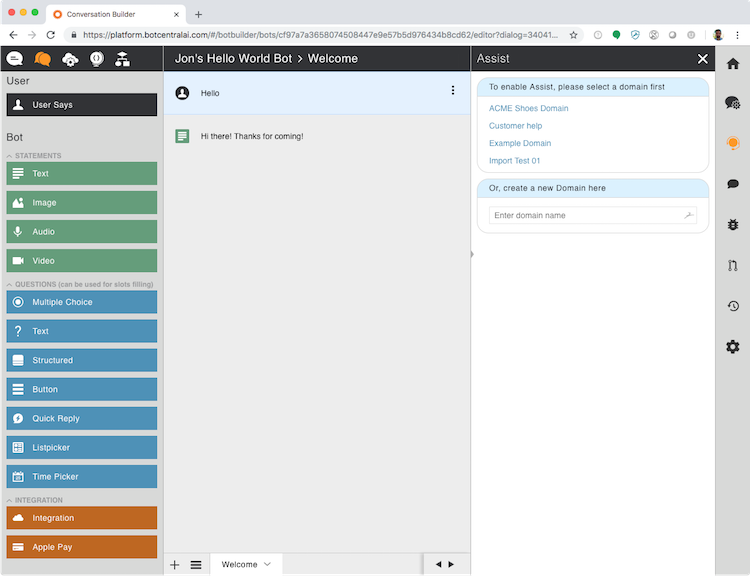 Conversation Builder
https://platform.botcentralai.com/#/botbuilder/bots/cf97a7a3658074508447e9e57b5d976434b8cd62/editor?dialog=34041...
User
User Says
Bot
STATEMENTS
Text
Image
Audio
Video
QUESTIONS (can be used for slots filling)
Multiple Choice
Text
Structured
Button
Quick Reply
Listpicker
Time Picker
INTEGRATION
Integration
Apple Pay
Jon's Hello World Bot > Welcome
Hello
Hi there! Thanks for coming!
Welcome
Assist
To enable Assist, please select a domain first
ACME Shoes Domain
Customer help
Example Domain
Import Test 01
Or, create a new Domain here
Enter domain name